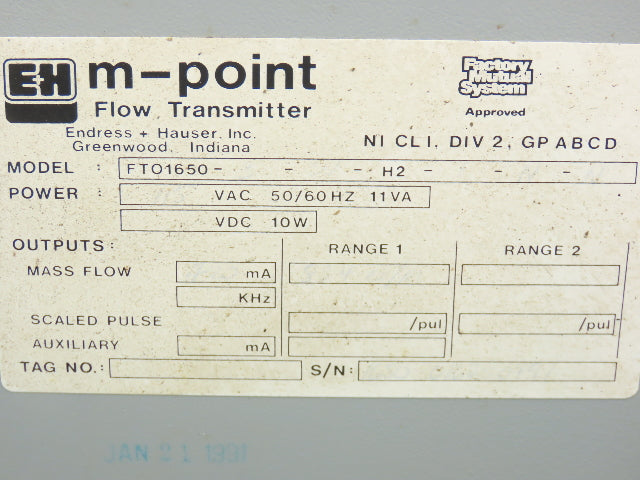 E+H m-point
Flow Transmitter
Endress + Hauser, Inc.
Greenwood, Indiana
Factory
Mutual
System
Approved
NI CL I, DIV 2, GP ABCD
MODEL : FTO1650 - - - H2 - - -
POWER : VAC 50/60HZ 11VA
VDC 10W
OUTPUTS: RANGE 1 RANGE 2
MASS FLOW mA
KHz
SCALED PULSE /pul /pul
AUXILIARY mA
TAG NO.: S/N:
JAN 21 1991